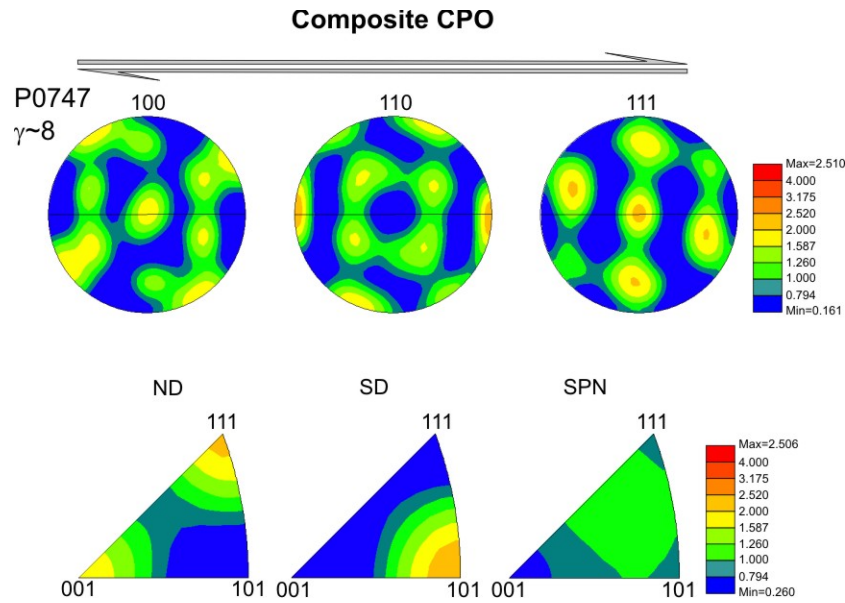 Composite CPO
P0747
γ~8
100
110
111
Max=2.510
4.000
3.175
2.520
2.000
1.587
1.260
1.000
0.794
Min=0.161
ND
SD
SPN
111
111
111
001
101
001
101
001
101
Max=2.506
4.000
3.175
2.520
2.000
1.587
1.260
1.000
0.794
Min=0.260